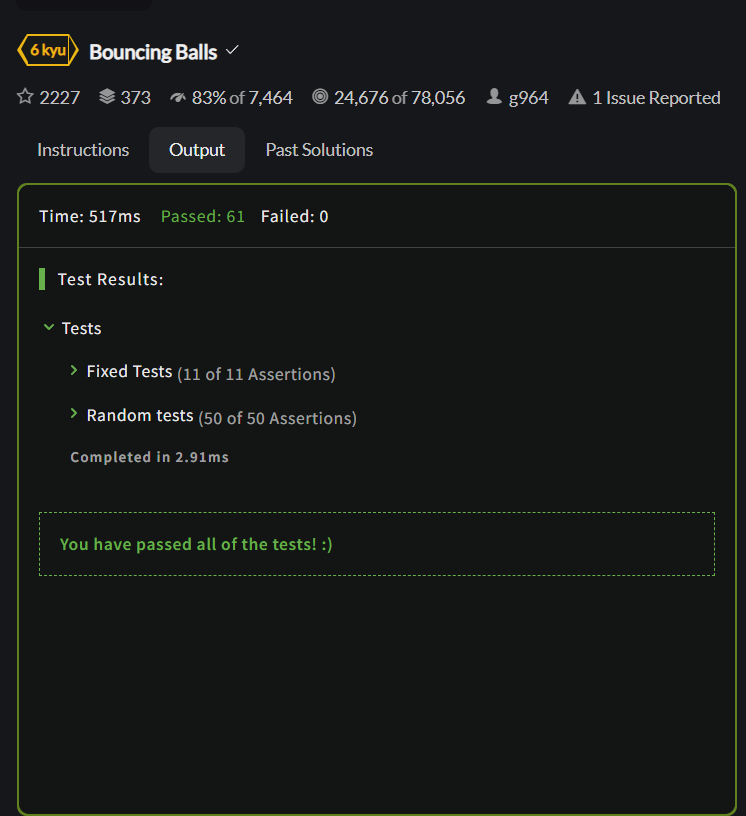 6 kyu Bouncing Balls
2227 373 83% of 7,464 24,676 of 78,056 g964 1 Issue Reported
Instructions Output Past Solutions
Time: 517ms Passed: 61 Failed: 0
Test Results:
Tests
Fixed Tests (11 of 11 Assertions)
Random tests (50 of 50 Assertions)
Completed in 2.91ms
You have passed all of the tests! :)